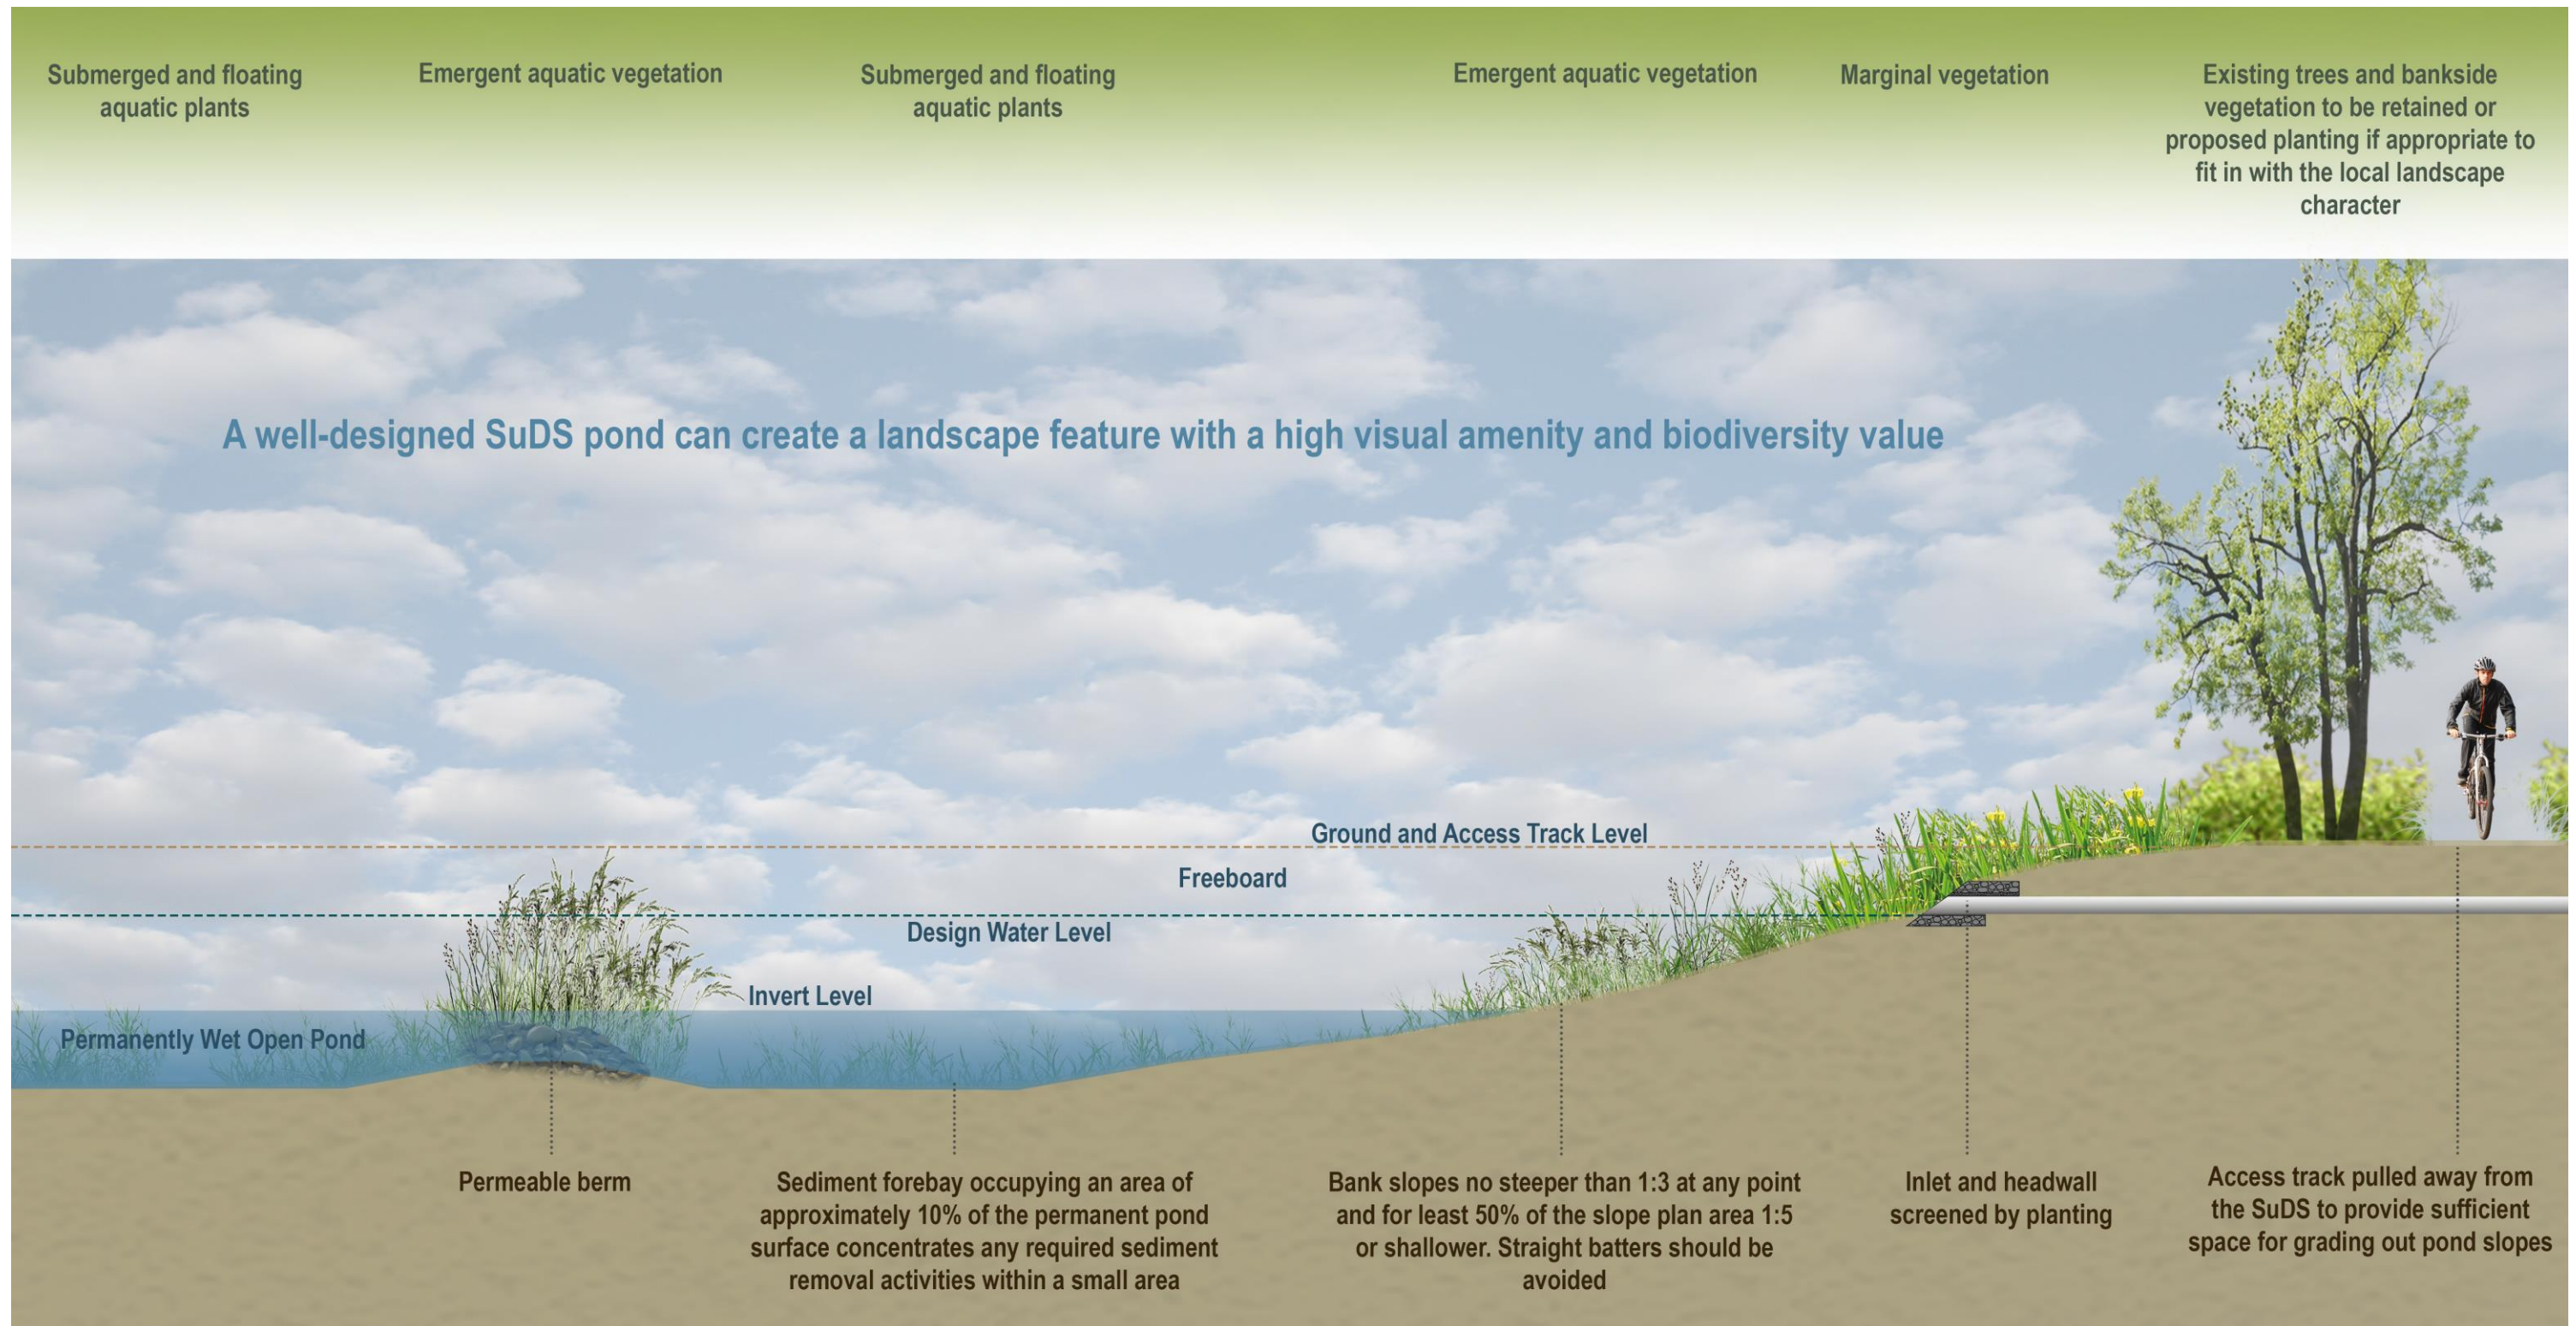 Submerged and floating
aquatic plants
Emergent aquatic vegetation
Submerged and floating
aquatic plants
Emergent aquatic vegetation
Marginal vegetation
Existing trees and bankside
vegetation to be retained or
proposed planting if appropriate to
fit in with the local landscape
character
A well-designed SuDS pond can create a landscape feature with a high visual amenity and biodiversity value
Ground and Access Track Level
Freeboard
Design Water Level
Invert Level
Permanently Wet Open Pond
Permeable berm
Sediment forebay occupying an area of
approximately 10% of the permanent pond
surface concentrates any required sediment
removal activities within a small area
Bank slopes no steeper than 1:3 at any point
and for least 50% of the slope plan area 1:5
or shallower. Straight batters should be
avoided
Inlet and headwall
screened by planting
Access track pulled away from
the SuDS to provide sufficient
space for grading out pond slopes